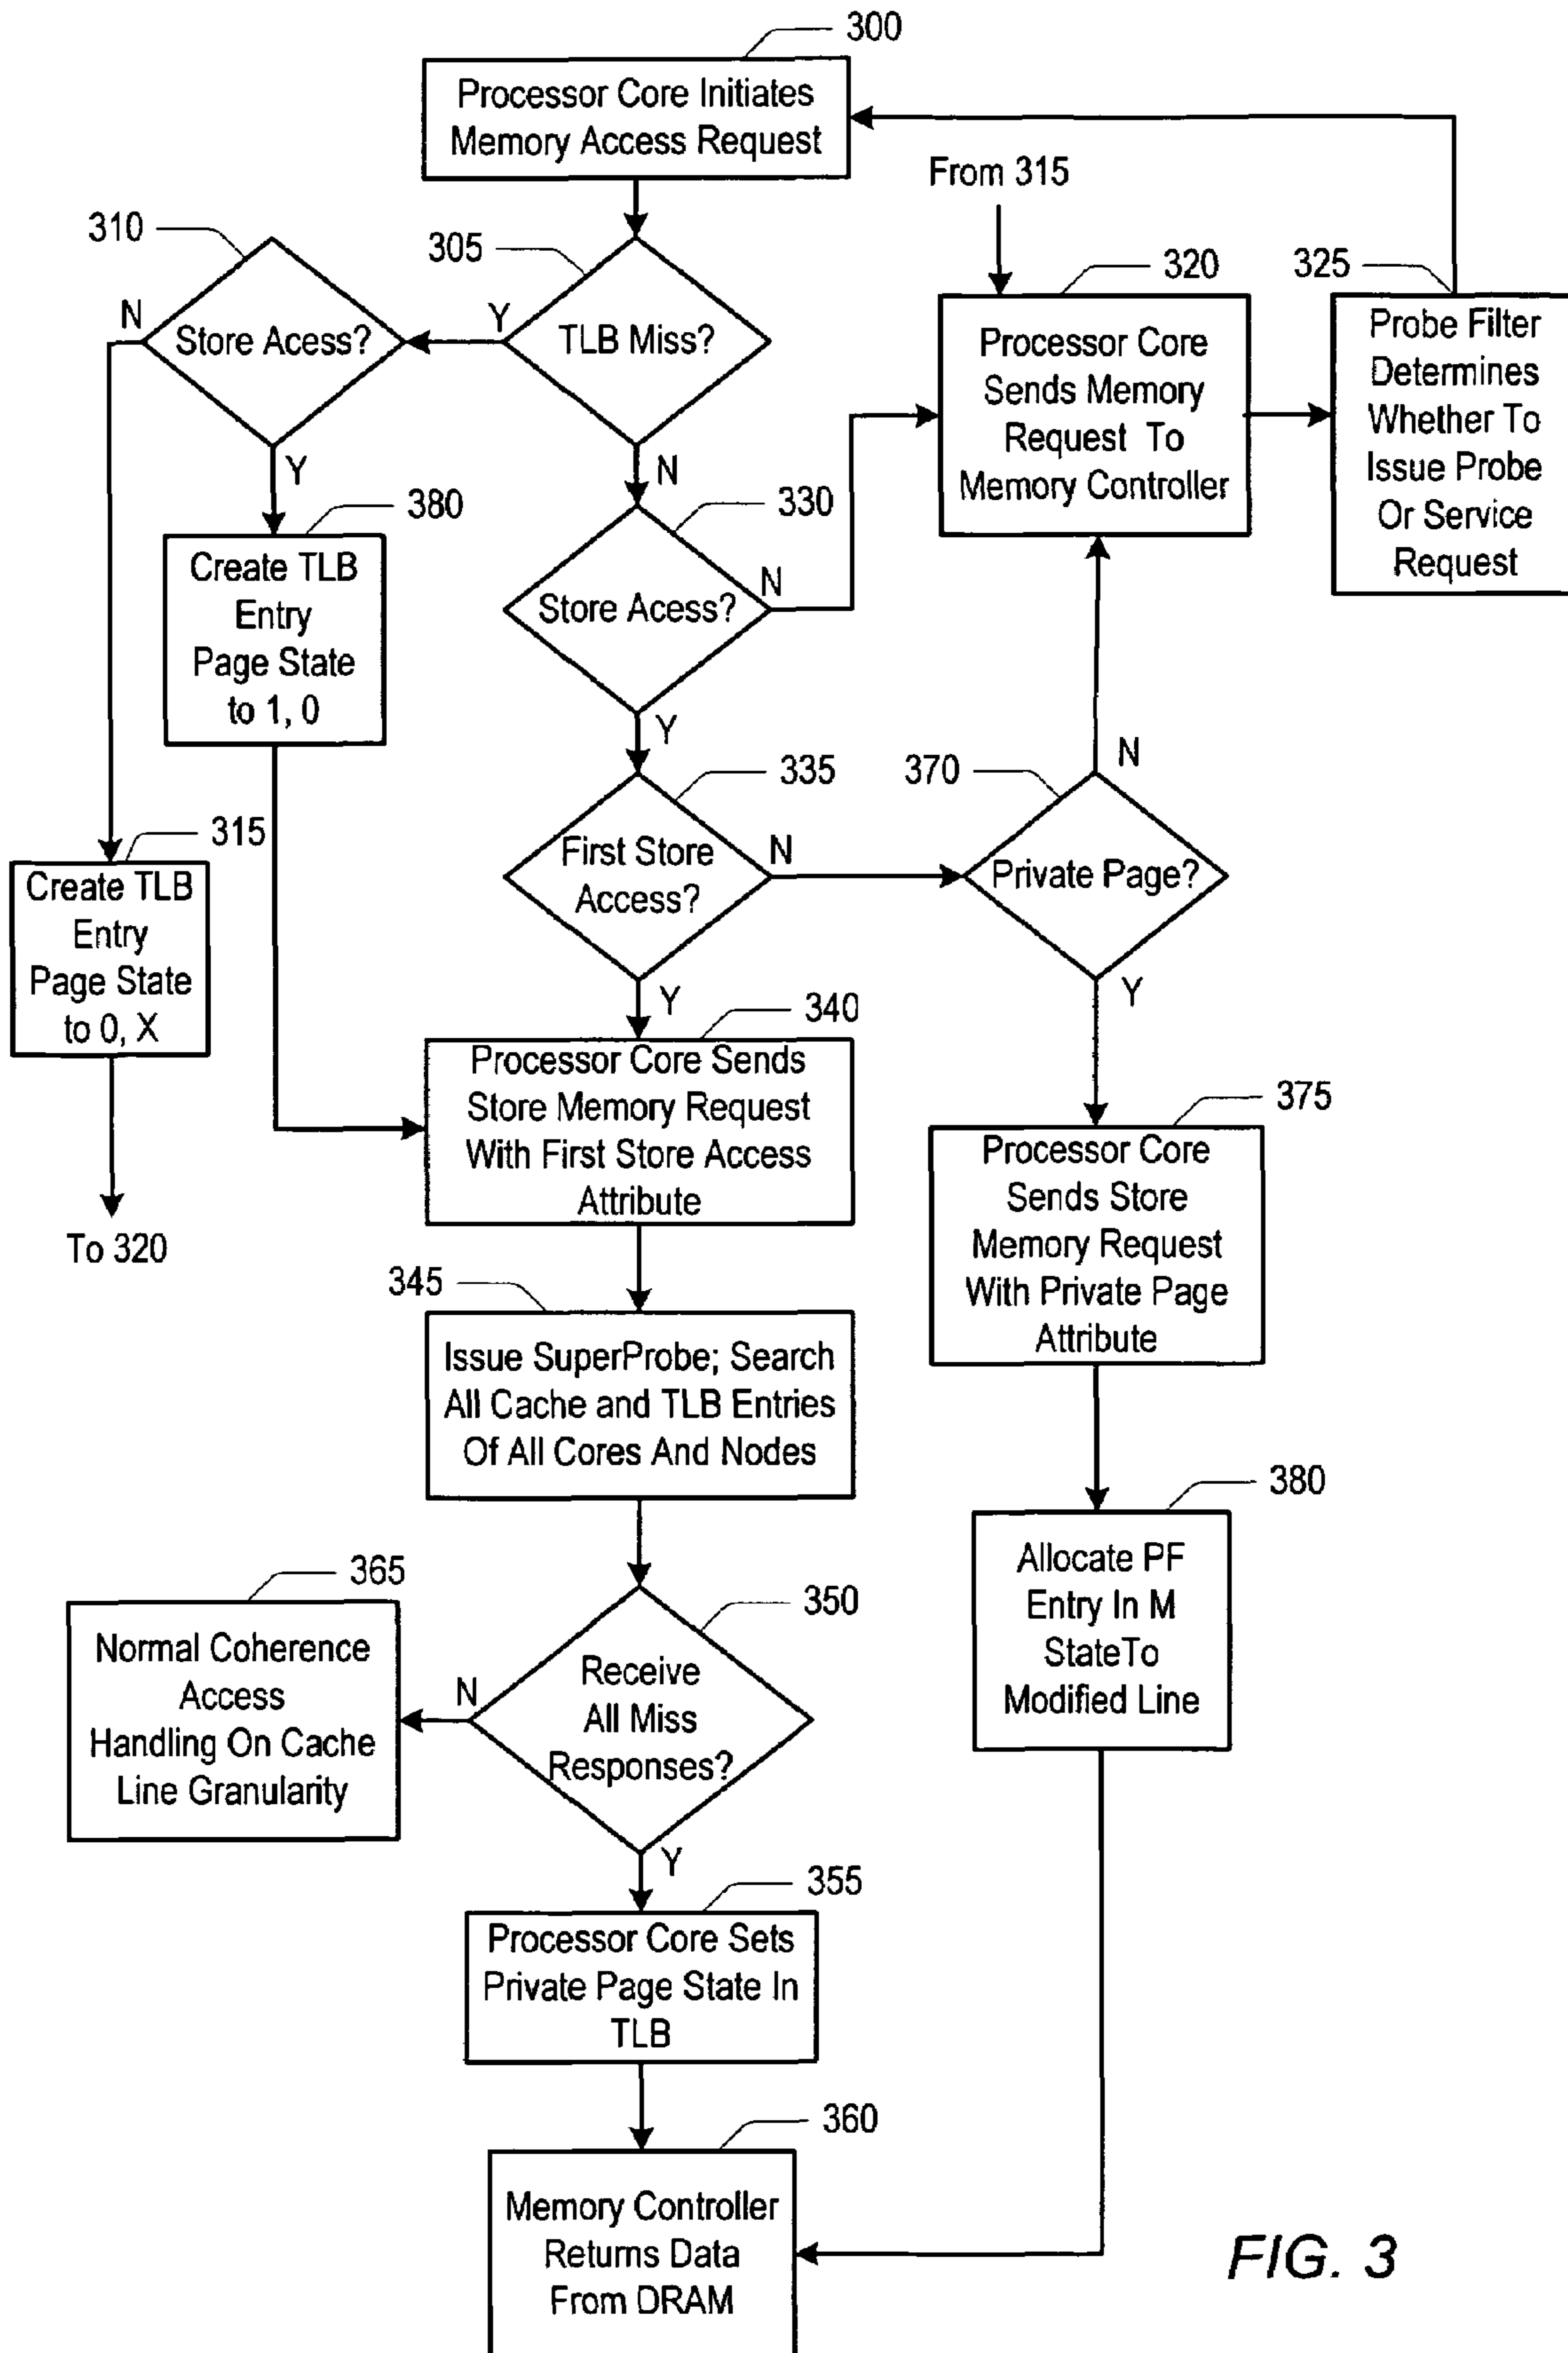 300
Processor Core Initiates
Memory Access Request
From 315
310
305
320
325
N
Store Acess?
Y
TLB Miss?
Processor Core
Sends Memory
Request To
Memory Controller
Probe Filter
Determines
Whether To
Issue Probe
Or Service
Request
Y
N
380
Create TLB
Entry
Page State
to 1, 0
330
Store Acess?
N
Y
335
370
N
First Store
Access?
N
Private Page?
315
Create TLB
Entry
Page State
to 0, X
Y
Y
340
Processor Core Sends
Store Memory Request
With First Store Access
Attribute
375
Processor Core
Sends Store
Memory Request
With Private Page
Attribute
To 320
345
Issue SuperProbe; Search
All Cache and TLB Entries
Of All Cores And Nodes
380
Allocate PF
Entry In M
StateTo
Modified Line
365
Normal Coherence
Access
Handling On Cache
Line Granularity
350
N
Receive
All Miss
Responses?
Y
355
Processor Core Sets
Private Page State In
TLB
360
Memory Controller
Returns Data
From DRAM
FIG. 3